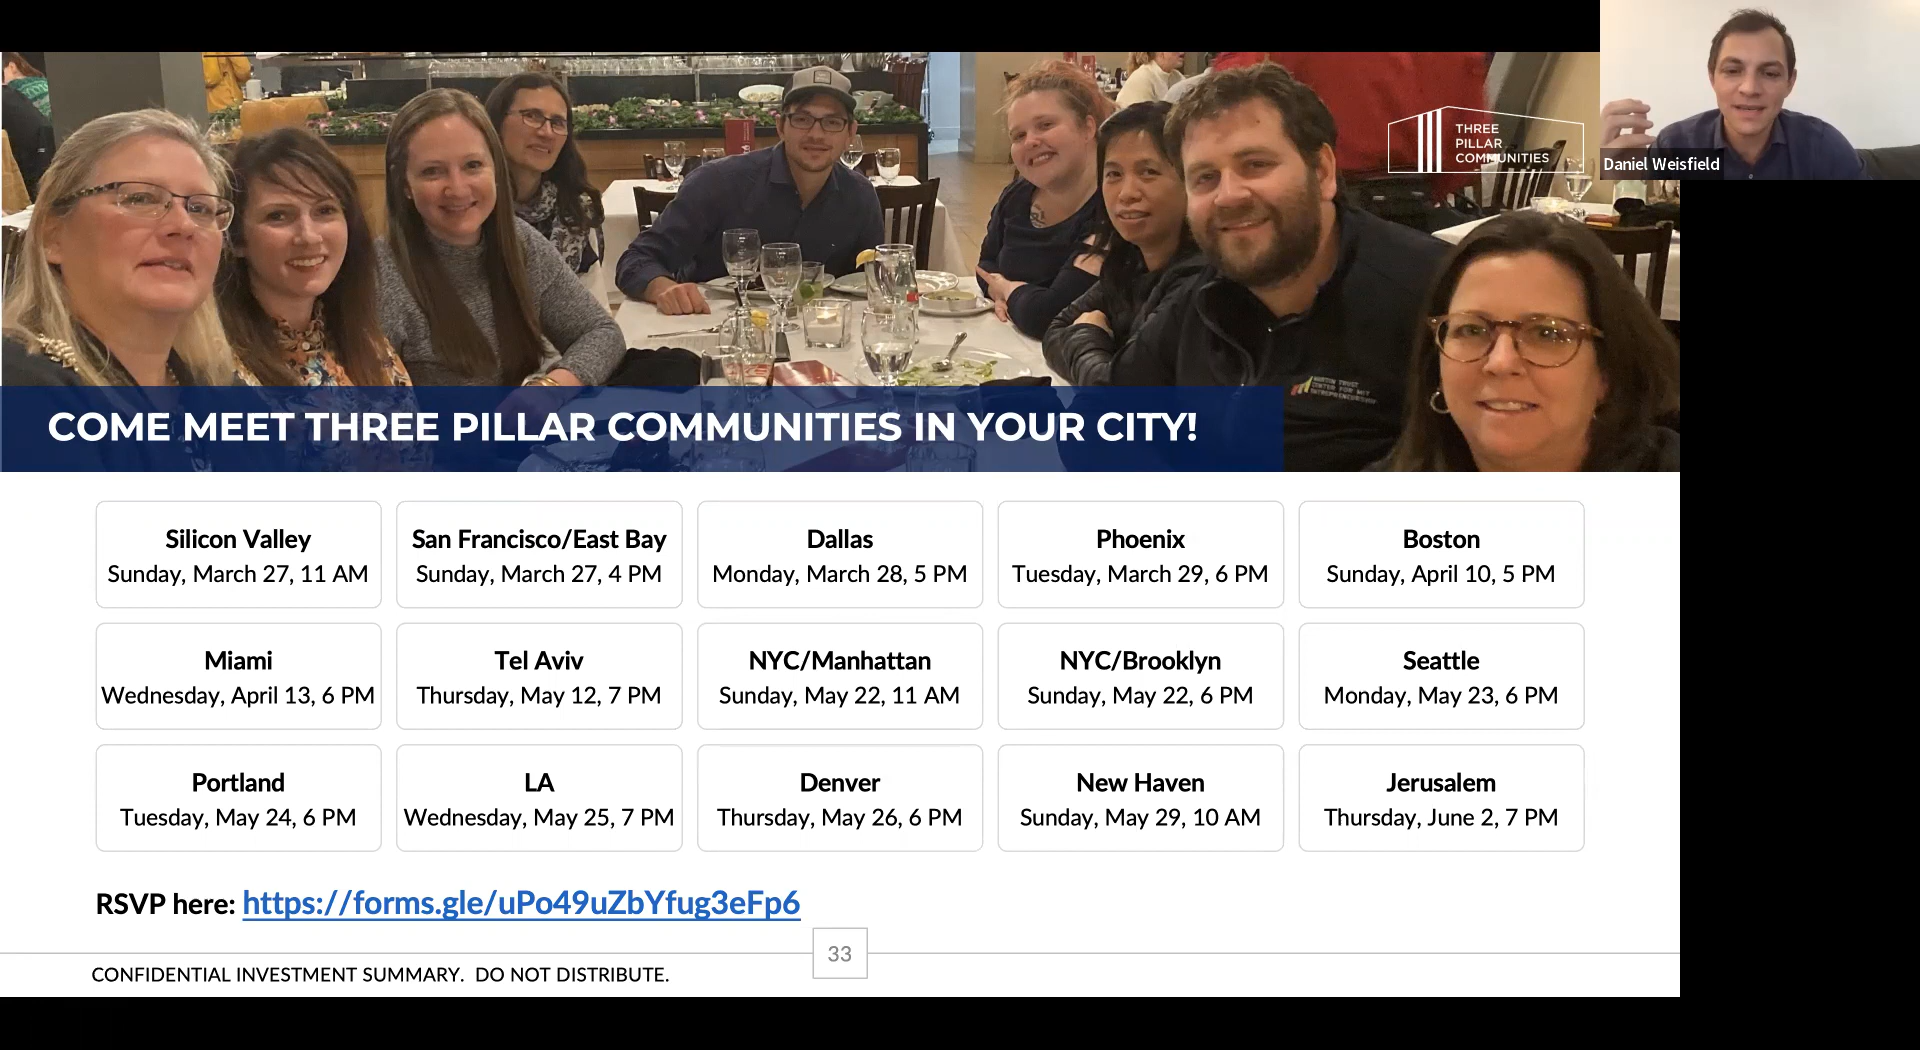 THREE
PILLAR
COMMUNITIES
Daniel Weisfield
MARTIN TRUST
CENTER FOR MIT
ENTREPRENEURSHIP
COME MEET THREE PILLAR COMMUNITIES IN YOUR CITY!
Silicon Valley
Sunday, March 27, 11 AM
San Francisco/East Bay
Sunday, March 27, 4 PM
Dallas
Monday, March 28, 5 PM
Phoenix
Tuesday, March 29, 6 PM
Boston
Sunday, April 10, 5 PM
Miami
Wednesday, April 13, 6 PM
Tel Aviv
Thursday, May 12, 7 PM
NYC/Manhattan
Sunday, May 22, 11 AM
NYC/Brooklyn
Sunday, May 22, 6 PM
Seattle
Monday, May 23, 6 PM
Portland
Tuesday, May 24, 6 PM
LA
Wednesday, May 25, 7 PM
Denver
Thursday, May 26, 6 PM
New Haven
Sunday, May 29, 10 AM
Jerusalem
Thursday, June 2, 7 PM
RSVP here: https://forms.gle/uPo49uZbYfug3eFp6
33
CONFIDENTIAL INVESTMENT SUMMARY.  DO NOT DISTRIBUTE.